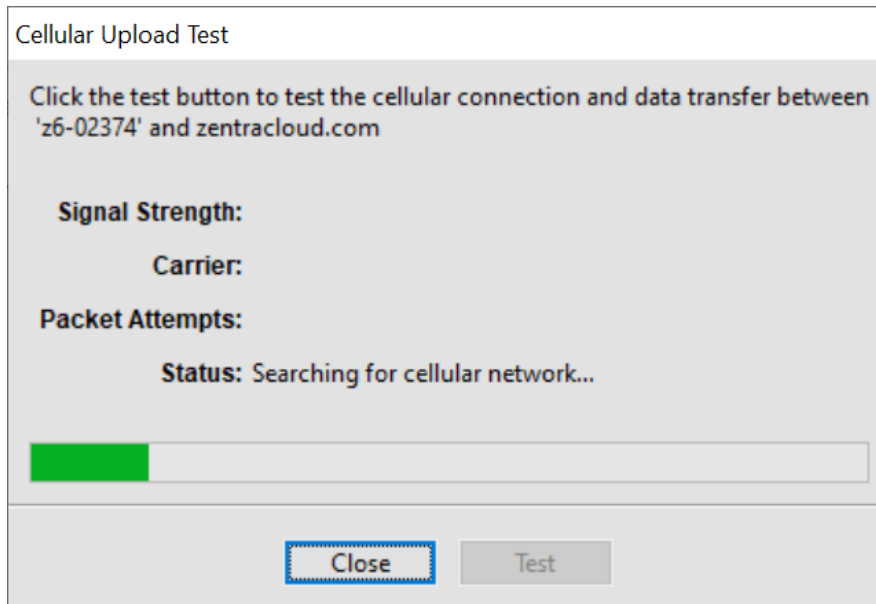 Cellular Upload Test
Click the test button to test the cellular connection and data transfer between
'z6-02374' and zentracloud.com
Signal Strength:
Carrier:
Packet Attempts:
Status: Searching for cellular network...
Close Test